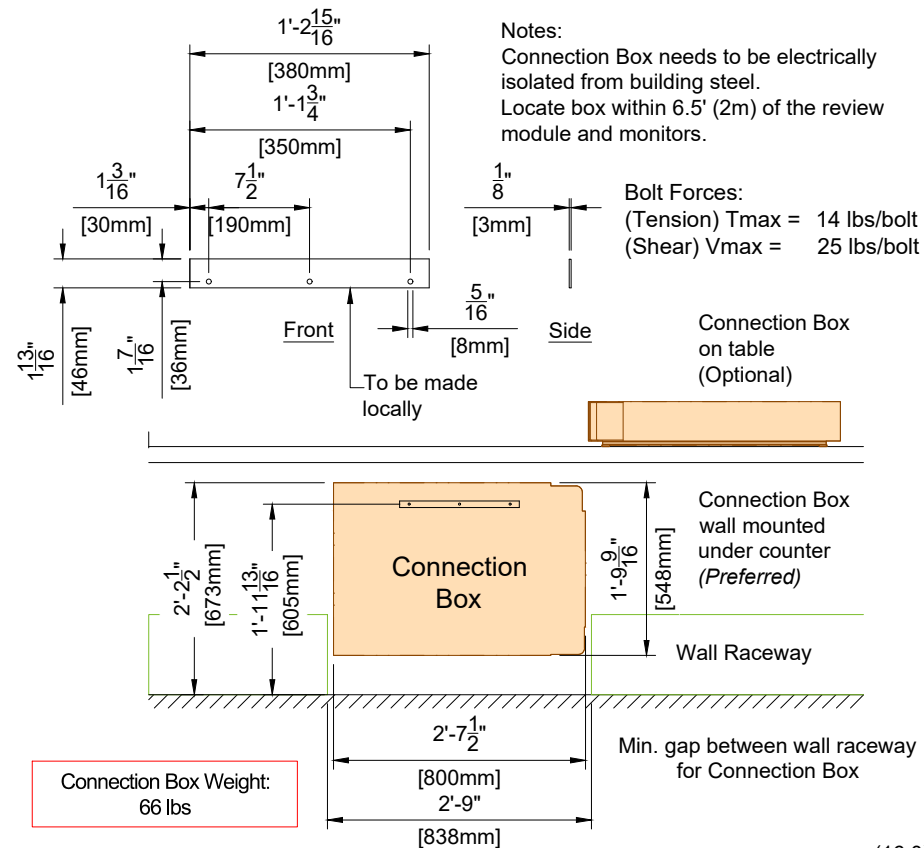 1'-2 15/16"
[380mm]
1'-1 3/4"
[350mm]
1 3/16"
[30mm]
7 1/2"
[190mm]
1/8"
[3mm]
Notes:
Connection Box needs to be electrically
isolated from building steel.
Locate box within 6.5' (2m) of the review
module and monitors.
Bolt Forces:
(Tension) Tmax = 14 lbs/bolt
(Shear) Vmax = 25 lbs/bolt
1 13/16"
[46mm]
1 7/16"
[36mm]
Front
5/16"
[8mm]
Side
To be made
locally
Connection Box
on table
(Optional)
2'-2 1/2"
[673mm]
1'-11 13/16"
[605mm]
Connection
Box
1'-9 9/16"
[548mm]
Connection Box
wall mounted
under counter
(Preferred)
Wall Raceway
2'-7 1/2"
[800mm]
2'-9"
[838mm]
Min. gap between wall raceway
for Connection Box
Connection Box Weight:
66 lbs